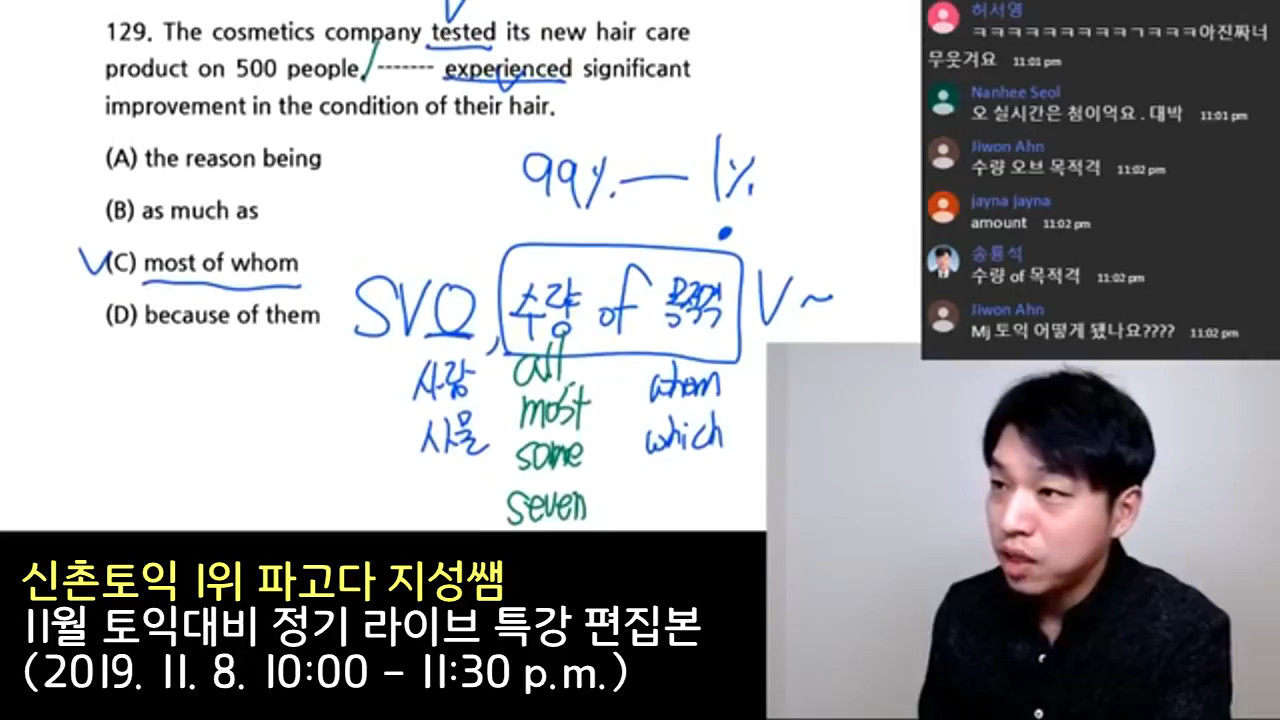 129. The cosmetics company tested its new hair care
product on 500 people, ------- experienced significant
improvement in the condition of their hair.
(A) the reason being
(B) as much as
(C) most of whom
(D) because of them
99% — 1%
SVO, 수량 of 목적격 V ~
사람
사물
all
most
some
seven
whom
which
허서영
ㅋㅋㅋㅋㅋㅋㅋㅋㅋㄱㅋㅋㅋ아진짜너
무웃겨요 11:01 pm
Nanhee Seol
오 실시간은 첨이억요 . 대박 11:01 pm
Jiwon Ahn
수량 오브 목적격 11:02 pm
jayna jayna
amount 11:02 pm
송룡석
수량 of 목적격 11:02 pm
Jiwon Ahn
Mj 토익 어떻게 됐나요???? 11:02 pm
신촌토익 1위 파고다 지성쌤
11월 토익대비 정기 라이브 특강 편집본
(2019. 11. 8. 10:00 - 11:30 p.m.)